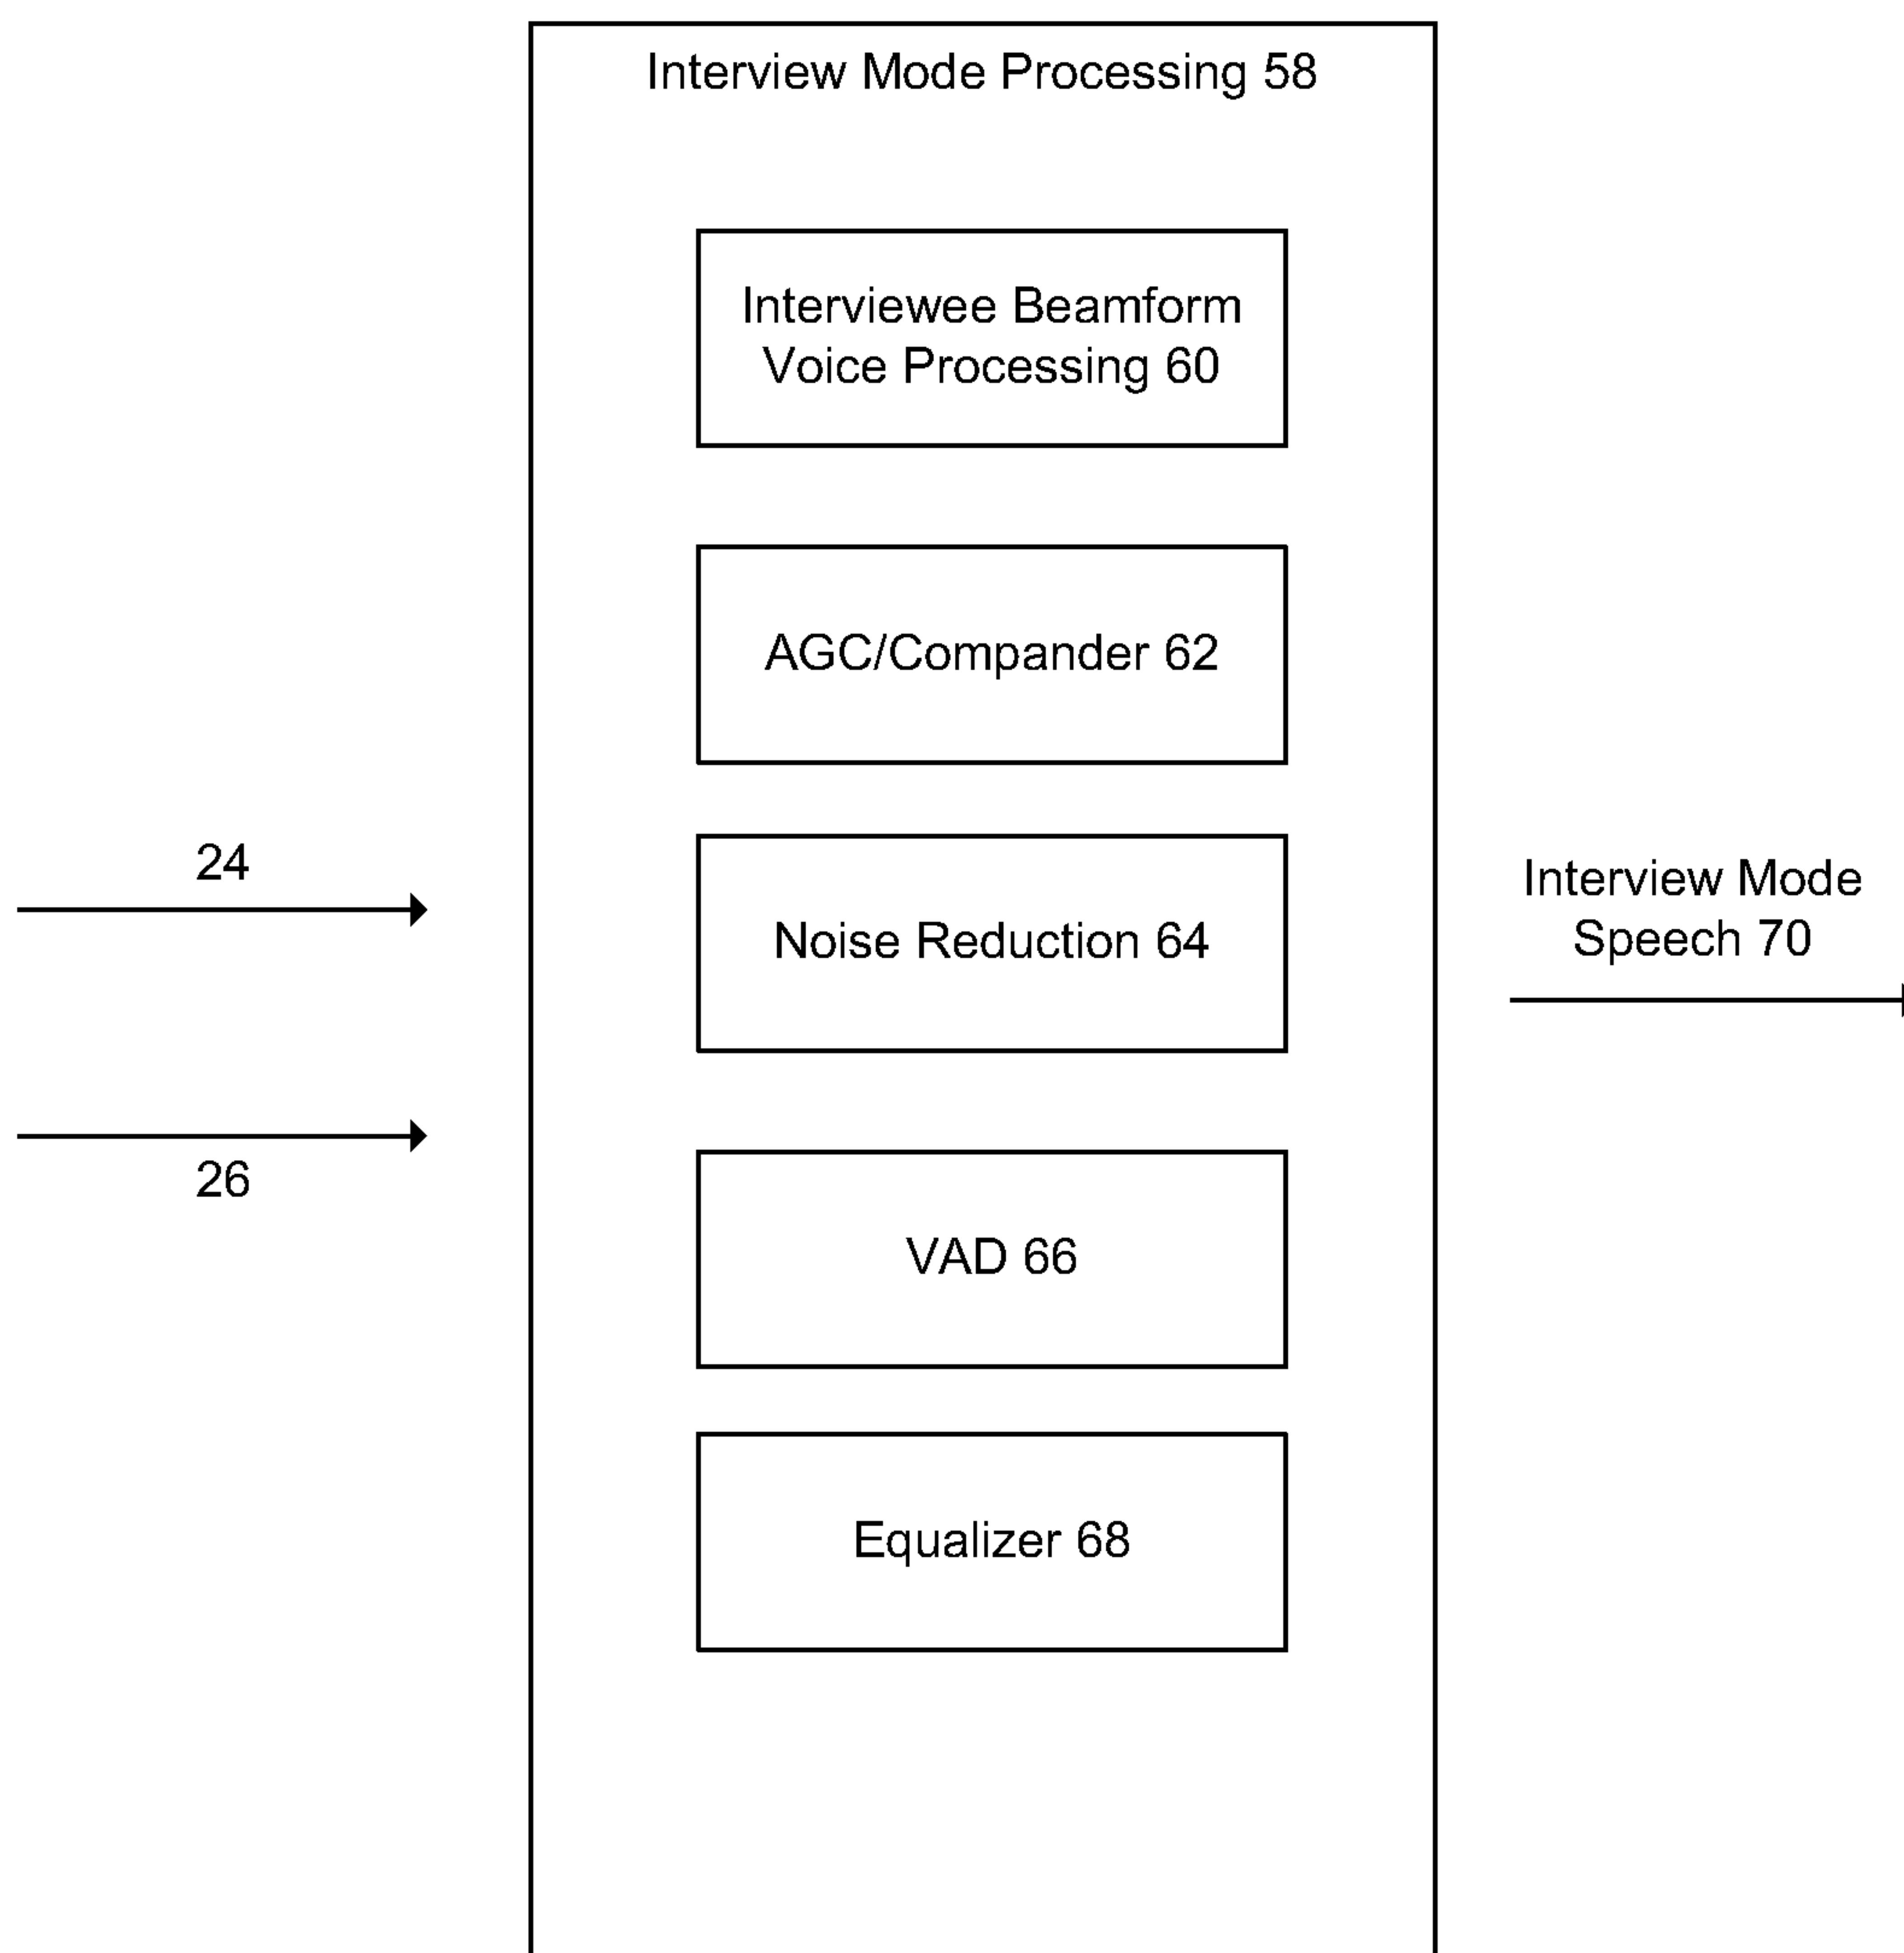 Interview Mode Processing 58
Interviewee Beamform
Voice Processing 60
AGC/Compander 62
24
Noise Reduction 64
Interview Mode
Speech 70
26
VAD 66
Equalizer 68